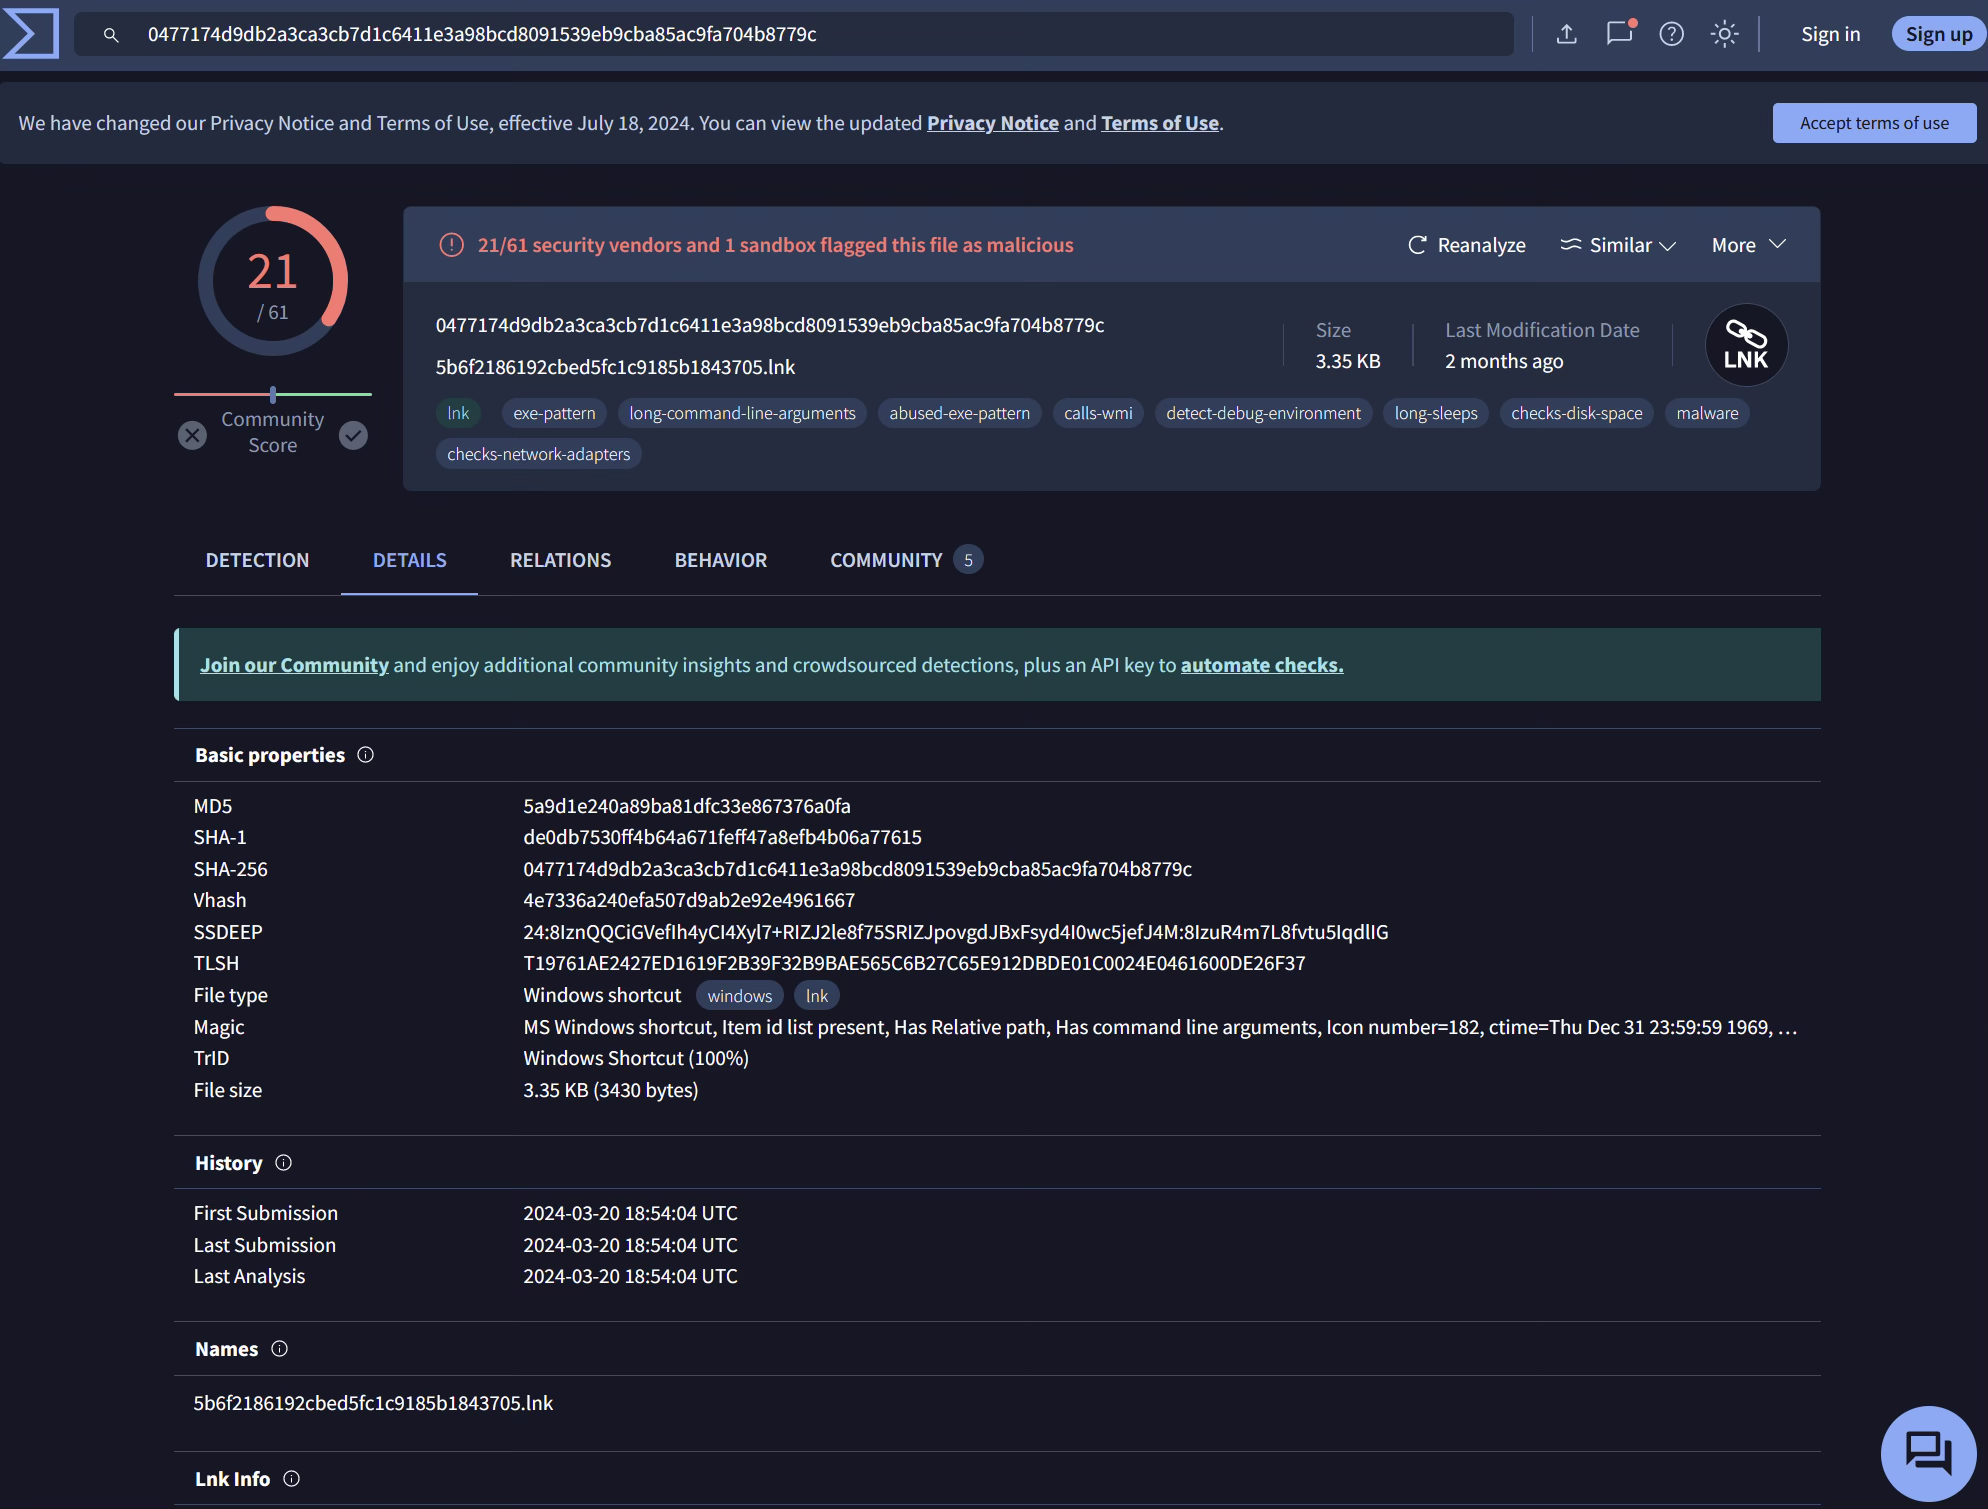 0477174d9db2a3ca3cb7d1c6411e3a98bcd8091539eb9cba85ac9fa704b8779c
Sign in
Sign up
We have changed our Privacy Notice and Terms of Use, effective July 18, 2024. You can view the updated Privacy Notice and Terms of Use.
Accept terms of use
21
/ 61
Community
Score
21/61 security vendors and 1 sandbox flagged this file as malicious
Reanalyze
Similar
More
0477174d9db2a3ca3cb7d1c6411e3a98bcd8091539eb9cba85ac9fa704b8779c
5b6f2186192cbed5fc1c9185b1843705.lnk
Size
3.35 KB
Last Modification Date
2 months ago
LNK
lnk exe-pattern long-command-line-arguments abused-exe-pattern calls-wmi detect-debug-environment long-sleeps checks-disk-space malware
checks-network-adapters
DETECTION DETAILS RELATIONS BEHAVIOR COMMUNITY 5
Join our Community and enjoy additional community insights and crowdsourced detections, plus an API key to automate checks.
Basic properties
MD5 5a9d1e240a89ba81dfc33e867376a0fa
SHA-1 de0db7530ff4b64a671feff47a8efb4b06a77615
SHA-256 0477174d9db2a3ca3cb7d1c6411e3a98bcd8091539eb9cba85ac9fa704b8779c
Vhash 4e7336a240efa507d9ab2e92e4961667
SSDEEP 24:8IznQQCiGVefIh4yCI4Xyl7+RIZJ2le8f75SRIZJpovgdJBxFsyd4I0wc5jefJ4M:8IzuR4m7L8fvtu5IqdlIG
TLSH T19761AE2427ED1619F2B39F32B9BAE565C6B27C65E912DBDE01C0024E0461600DE26F37
File type Windows shortcut windows lnk
Magic MS Windows shortcut, Item id list present, Has Relative path, Has command line arguments, Icon number=182, ctime=Thu Dec 31 23:59:59 1969, …
TrID Windows Shortcut (100%)
File size 3.35 KB (3430 bytes)
History
First Submission 2024-03-20 18:54:04 UTC
Last Submission 2024-03-20 18:54:04 UTC
Last Analysis 2024-03-20 18:54:04 UTC
Names
5b6f2186192cbed5fc1c9185b1843705.lnk
Lnk Info